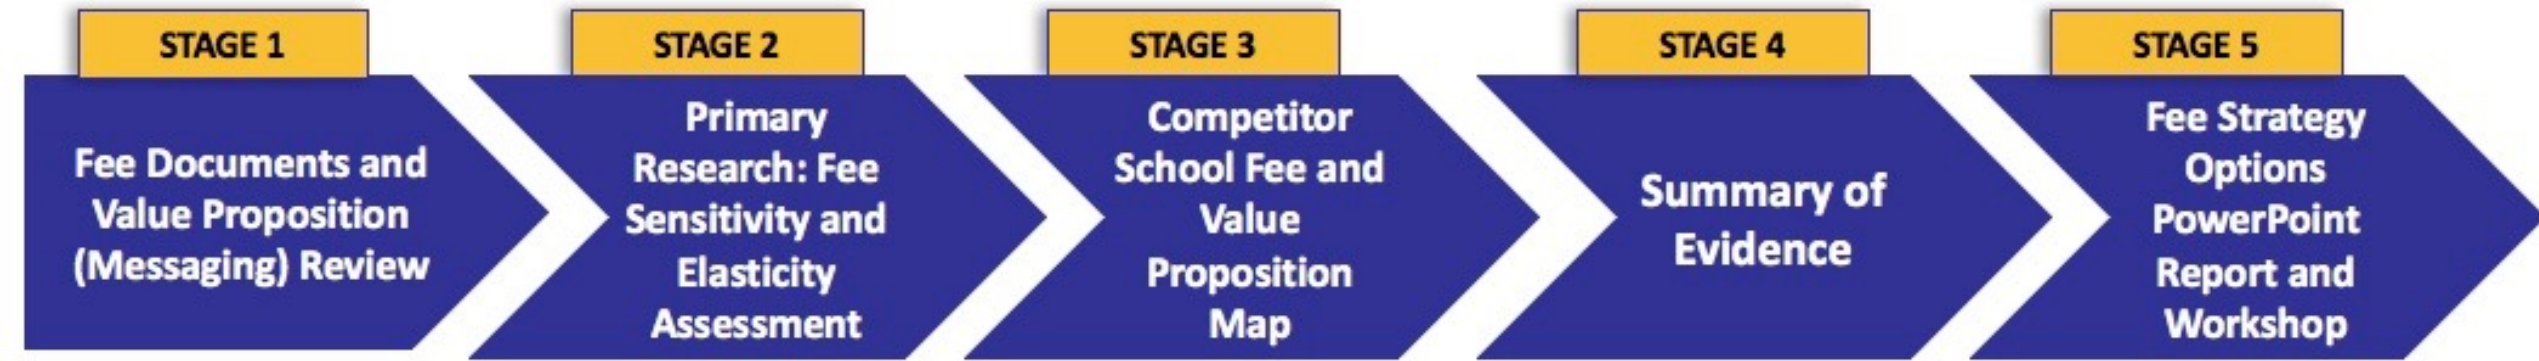 STAGE 1
Fee Documents and
Value Proposition
(Messaging) Review
STAGE 2
Primary
Research: Fee
Sensitivity and
Elasticity
Assessment
STAGE 3
Competitor
School Fee and
Value
Proposition
Map
STAGE 4
Summary of
Evidence
STAGE 5
Fee Strategy
Options
PowerPoint
Report and
Workshop